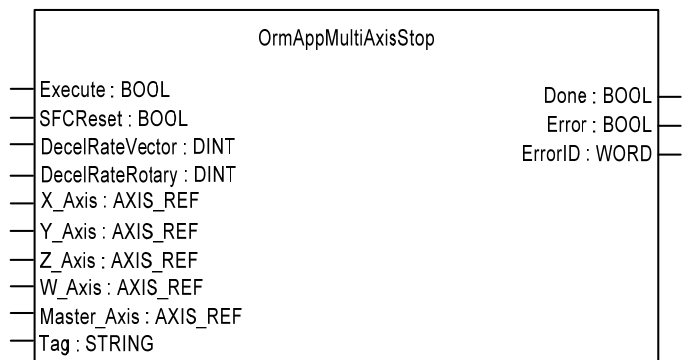 OrmAppMultiAxisStop
Execute : BOOL
SFCReset : BOOL
DecelRateVector : DINT
DecelRateRotary : DINT
X_Axis : AXIS_REF
Y_Axis : AXIS_REF
Z_Axis : AXIS_REF
W_Axis : AXIS_REF
Master_Axis : AXIS_REF
Tag : STRING
Done : BOOL
Error : BOOL
ErrorID : WORD